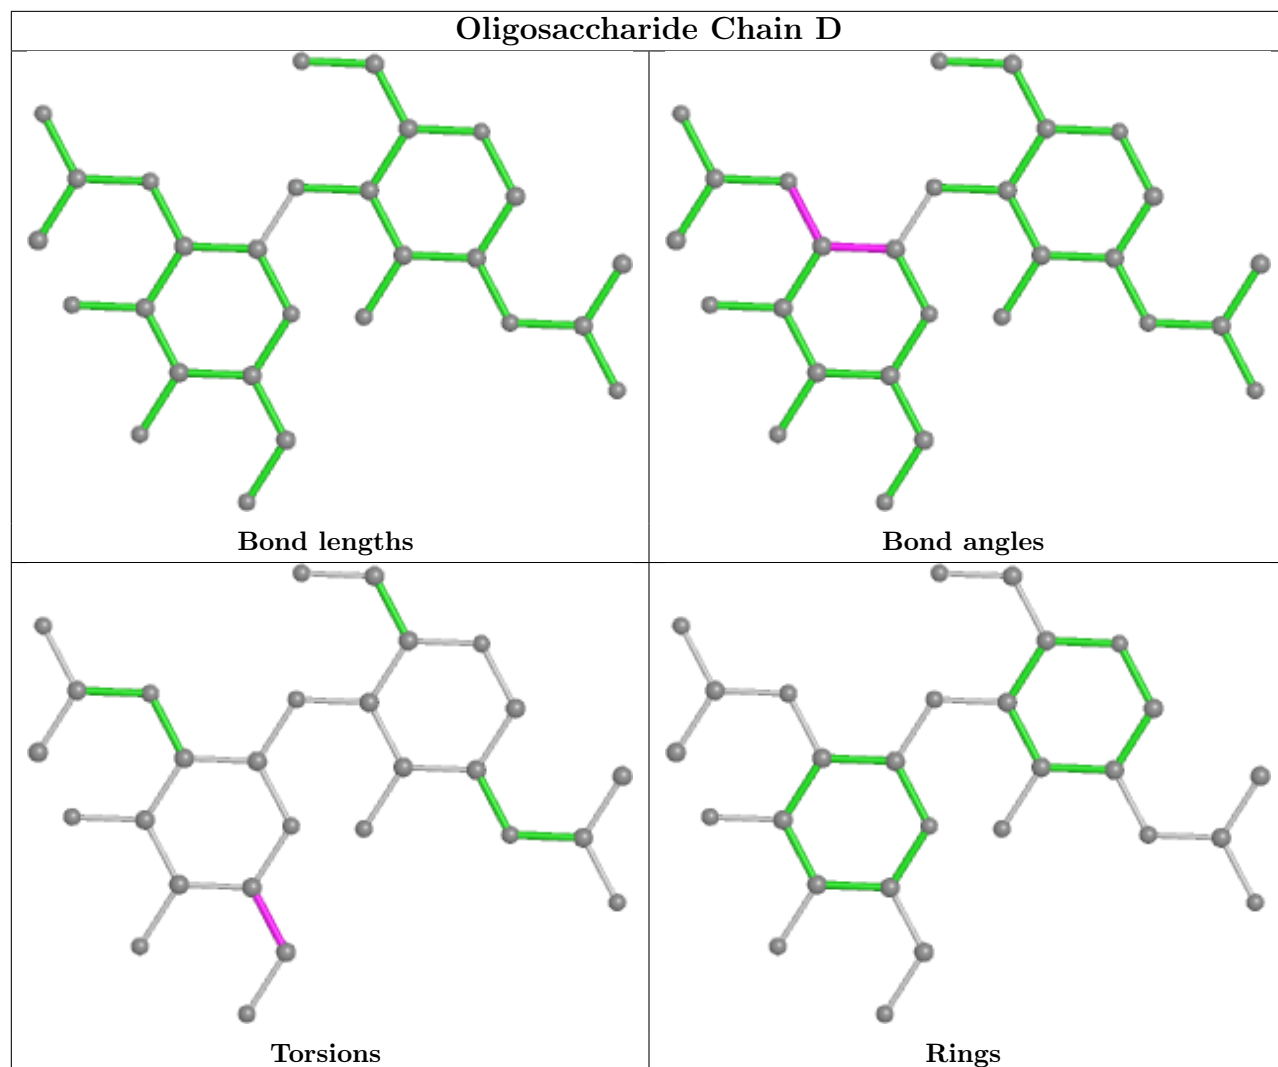 Oligosaccharide Chain D
Bond lengths
Bond angles
Torsions
Rings